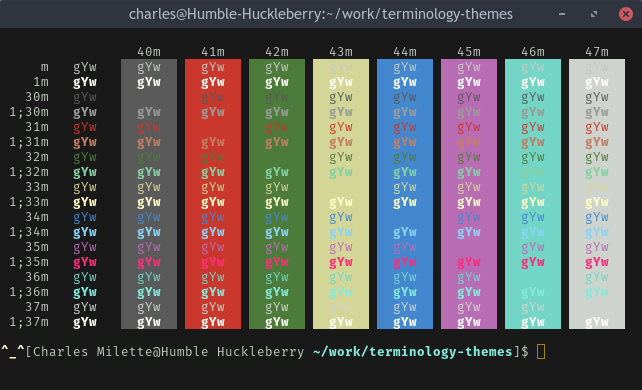 charles@Humble-Huckleberry:~/work/terminology-themes
40m 41m 42m 43m 44m 45m 46m 47m
m gYw gYw gYw gYw gYw gYw gYw gYw gYw
1m gYw gYw gYw gYw gYw gYw gYw gYw gYw
30m gYw gYw gYw gYw gYw gYw gYw gYw
1;30m gYw gYw gYw gYw gYw gYw gYw gYw gYw
31m gYw gYw gYw gYw gYw gYw gYw gYw
1;31m gYw gYw gYw gYw gYw gYw gYw gYw gYw
32m gYw gYw gYw gYw gYw gYw gYw gYw
1;32m gYw gYw gYw gYw gYw gYw gYw gYw gYw
33m gYw gYw gYw gYw gYw gYw gYw gYw
1;33m gYw gYw gYw gYw gYw gYw gYw gYw gYw
34m gYw gYw gYw gYw gYw gYw gYw gYw
1;34m gYw gYw gYw gYw gYw gYw gYw gYw gYw
35m gYw gYw gYw gYw gYw gYw gYw gYw
1;35m gYw gYw gYw gYw gYw gYw gYw gYw gYw
36m gYw gYw gYw gYw gYw gYw gYw gYw
1;36m gYw gYw gYw gYw gYw gYw gYw gYw gYw
37m gYw gYw gYw gYw gYw gYw gYw gYw
1;37m gYw gYw gYw gYw gYw gYw gYw gYw gYw
^_^[Charles Milette@Humble Huckleberry ~/work/terminology-themes]$